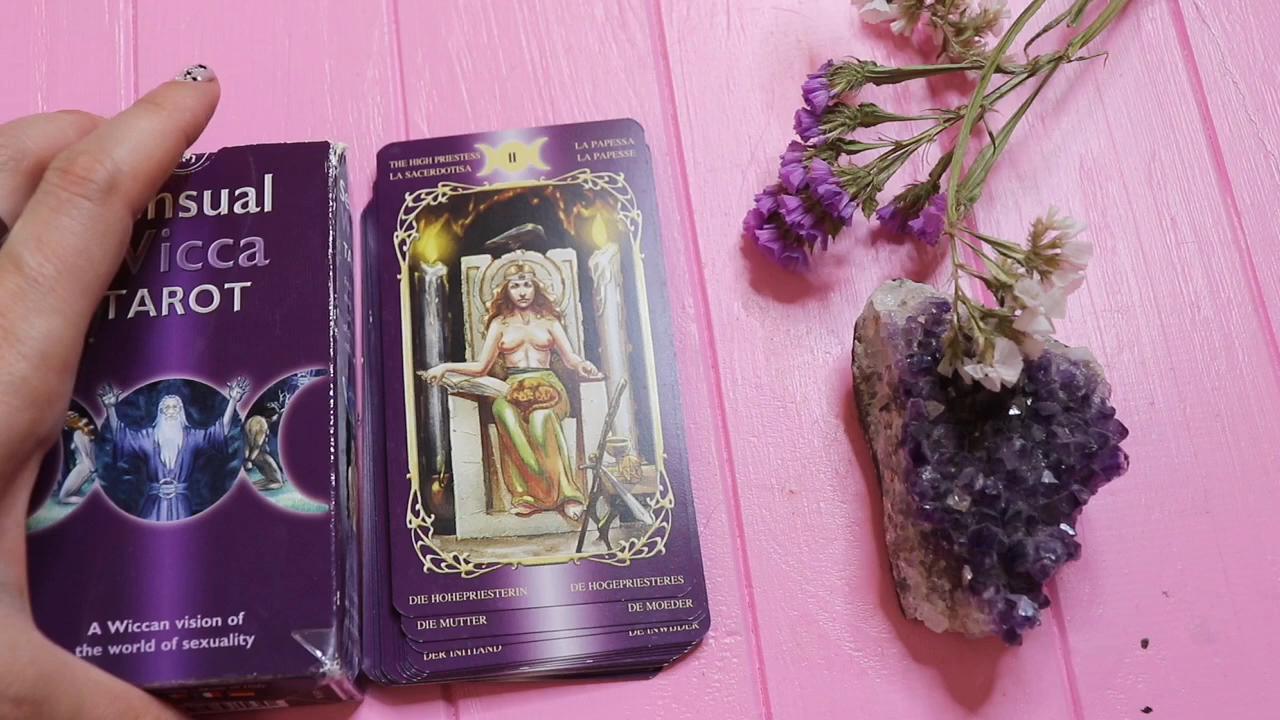 nsual
Wicca
TAROT
A Wiccan vision of
the world of sexuality
THE HIGH PRIESTESS
LA SACERDOTISA
II
LA PAPESSA
LA PAPESSE
DIE HOHEPRIESTERIN
DE HOGEPRIESTERES
DIE MUTTER
DE MOEDER
DER INITIAND
DE INWIJDER